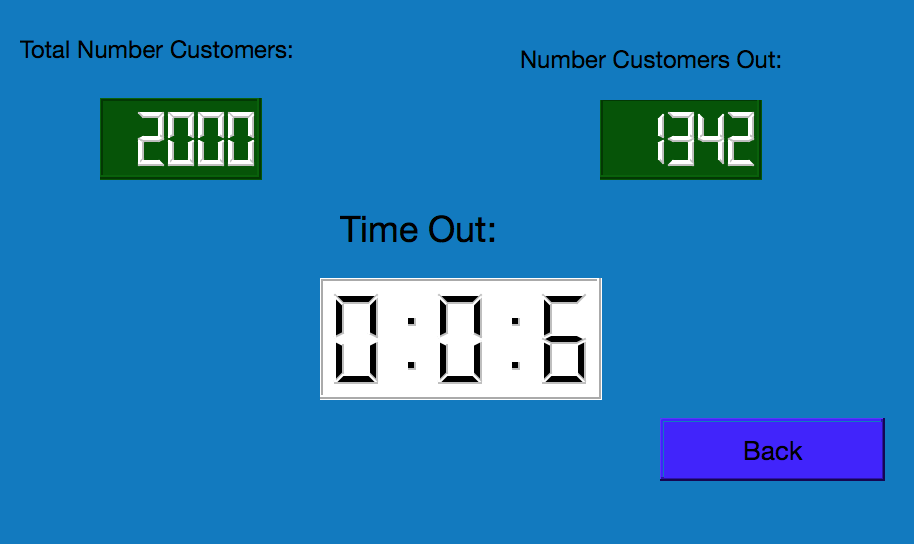 Total Number Customers:
Number Customers Out:
2000
1342
Time Out:
0:0:6
Back